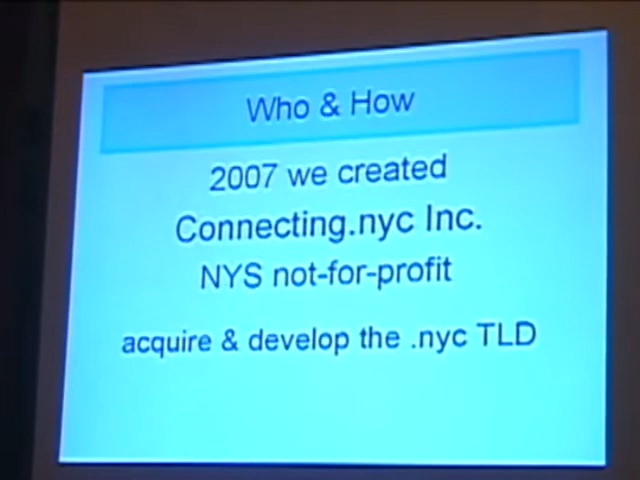 Who & How
2007 we created
Connecting.nyc Inc.
NYS not-for-profit
acquire & develop the .nyc TLD